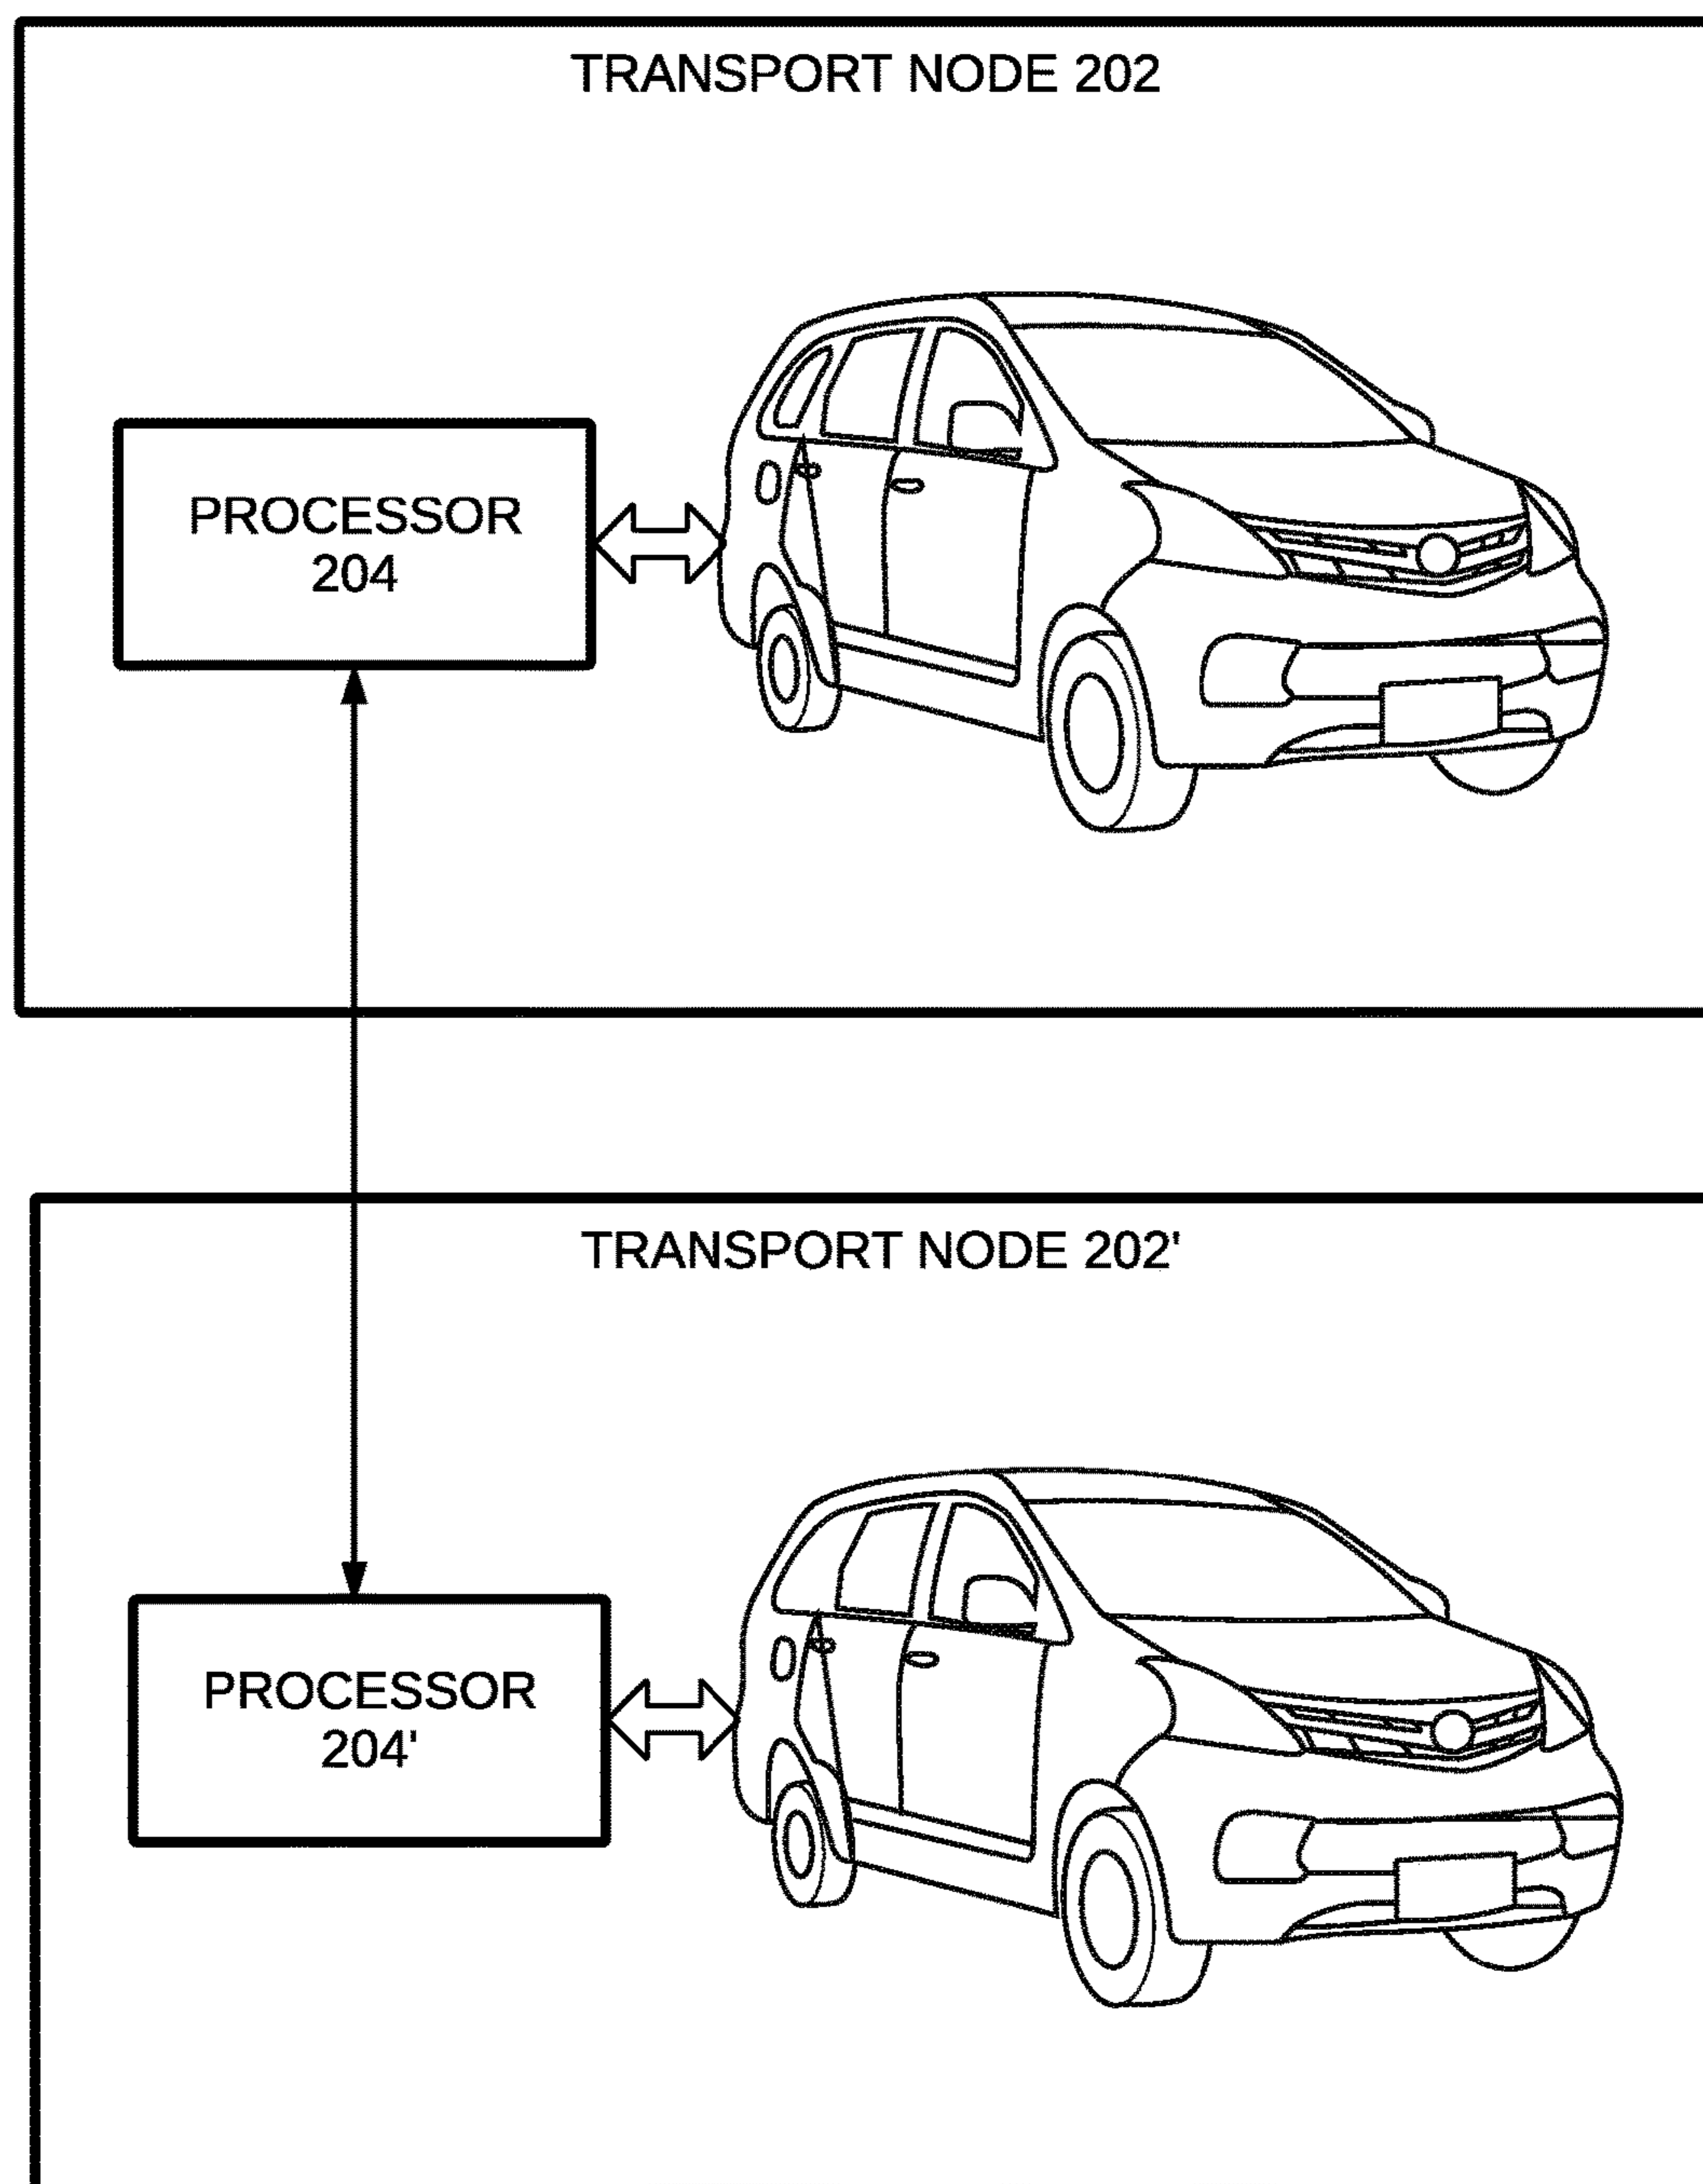 TRANSPORT NODE 202
PROCESSOR
204
TRANSPORT NODE 202'
PROCESSOR
204'